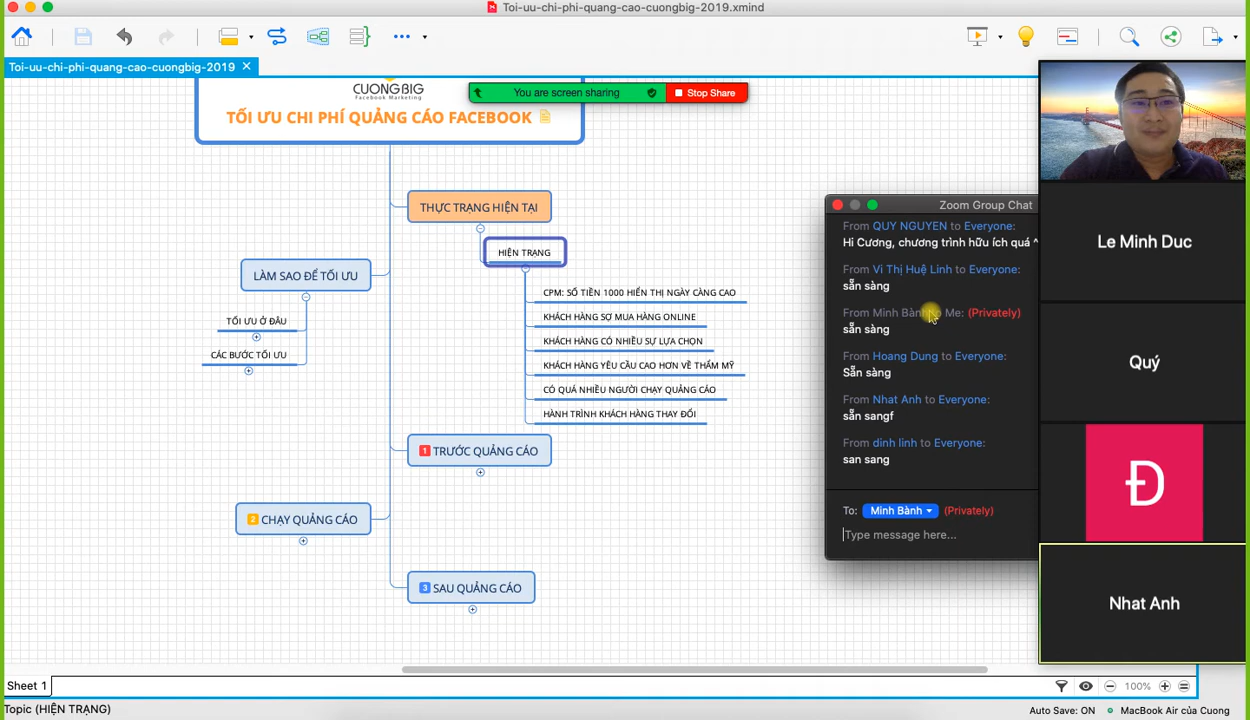 Toi-uu-chi-phi-quang-cao-cuongbig-2019.xmind
Toi-uu-chi-phi-quang-cao-cuongbig-2019
You are screen sharing
Stop Share
CUONGBIG
Facebook Marketing
TỐI ƯU CHI PHÍ QUẢNG CÁO FACEBOOK
THỰC TRẠNG HIỆN TẠI
HIỆN TRẠNG
CPM: SỐ TIỀN 1000 HIỂN THỊ NGÀY CÀNG CAO
KHÁCH HÀNG SỢ MUA HÀNG ONLINE
KHÁCH HÀNG CÓ NHIỀU SỰ LỰA CHỌN
KHÁCH HÀNG YÊU CẦU CAO HƠN VỀ THẨM MỸ
CÓ QUÁ NHIỀU NGƯỜI CHẠY QUẢNG CÁO
HÀNH TRÌNH KHÁCH HÀNG THAY ĐỔI
LÀM SAO ĐỂ TỐI ƯU
TỐI ƯU Ở ĐÂU
CÁC BƯỚC TỐI ƯU
1 TRƯỚC QUẢNG CÁO
2 CHẠY QUẢNG CÁO
3 SAU QUẢNG CÁO
Zoom Group Chat
From QUY NGUYEN to Everyone:
Hi Cương, chương trình hữu ích quá ^
From Vi Thị Huệ Linh to Everyone:
sẵn sàng
From Minh Bành to Me: (Privately)
sẵn sàng
From Hoang Dung to Everyone:
Sẵn sàng
From Nhat Anh to Everyone:
sẵn sangf
From dinh linh to Everyone:
san sang
To: Minh Bành (Privately)
Type message here...
Le Minh Duc
Quý
Đ
Nhat Anh
Sheet 1
100%
Topic (HIỆN TRẠNG)
Auto Save: ON
MacBook Air của Cuong